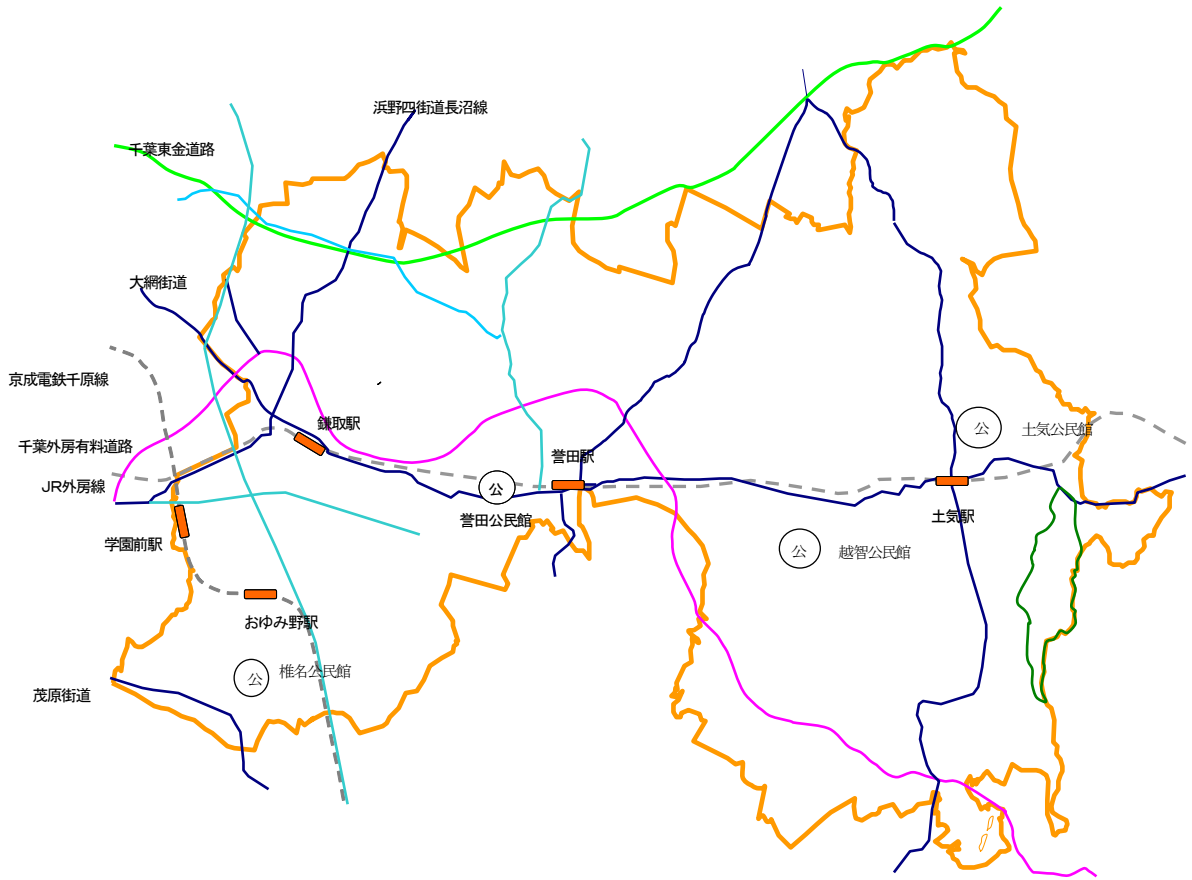 浜野四街道長沼線
千葉東金道路
大網街道
京成電鉄千原線
鎌取駅
公
土気公民館
千葉外房有料道路
誉田駅
JR外房線
公
誉田公民館
土気駅
学園前駅
公
越智公民館
おゆみ野駅
公
椎名公民館
茂原街道